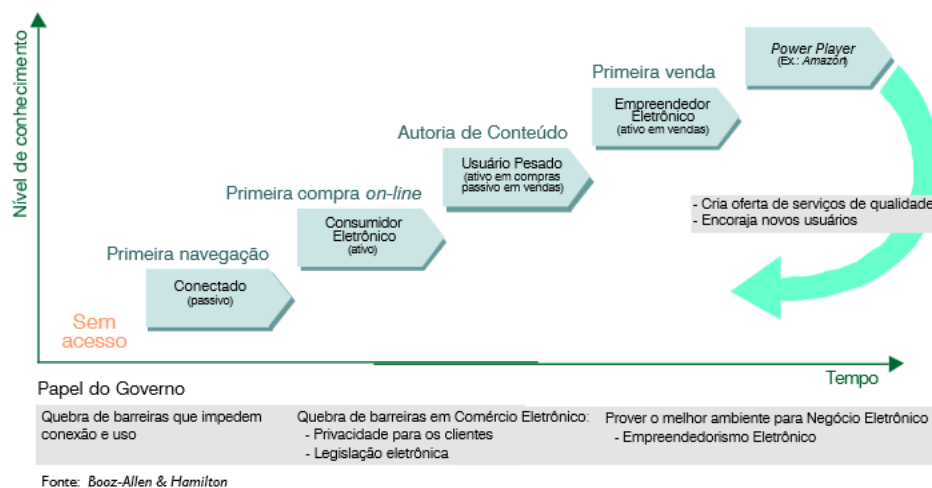 Nível de conhecimento
Power Player
(Ex.: Amazon)
Primeira venda
Empreendedor
Eletrônico
(ativo em vendas)
Autoria de Conteúdo
Usuário Pesado
(ativo em compras
passivo em vendas)
- Cria oferta de serviços de qualidade
- Encoraja novos usuários
Primeira compra on-line
Consumidor
Eletrônico
(ativo)
Primeira navegação
Conectado
(passivo)
Sem
acesso
Tempo
Papel do Governo
Quebra de barreiras que impedem
conexão e uso
Quebra de barreiras em Comércio Eletrônico:
- Privacidade para os clientes
- Legislação eletrônica
Prover o melhor ambiente para Negócio Eletrônico
- Empreendedorismo Eletrônico
Fonte: Booz-Allen & Hamilton